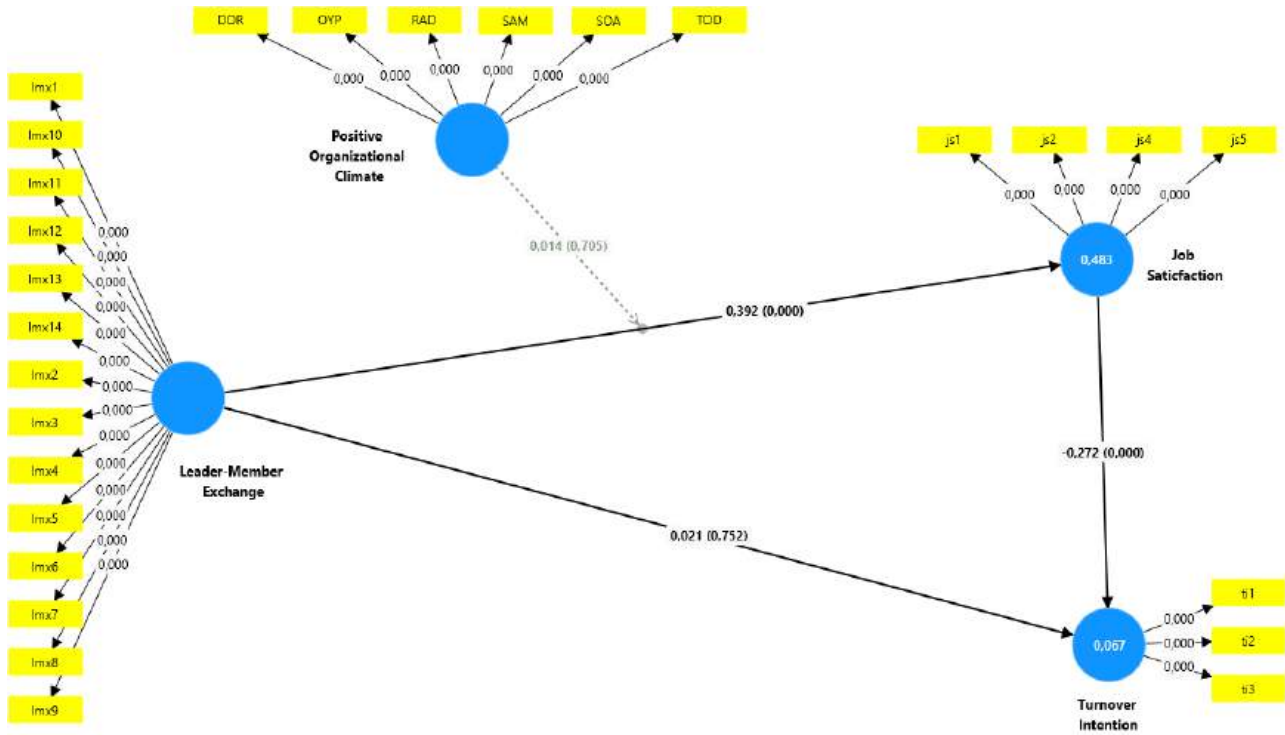 DDR
OYP
RAD
SAM
SOA
TOD
0,000
0,000
0,000
0,000
0,000
0,000
Positive
Organizational
Climate
lmx1
lmx10
lmx11
lmx12
lmx13
lmx14
lmx2
lmx3
lmx4
lmx5
lmx6
lmx7
lmx8
lmx9
0,000
0,000
0,000
0,000
0,000
0,000
0,000
0,000
0,000
0,000
0,000
0,000
0,000
0,000
Leader-Member
Exchange
0,014 (0,705)
0,392 (0,000)
0,021 (0,752)
js1
js2
js4
js5
0,000
0,000
0,000
0,000
0,483
Job
Saticfaction
-0,272 (0,000)
0,067
Turnover
Intention
0,000
0,000
0,000
ti1
ti2
ti3